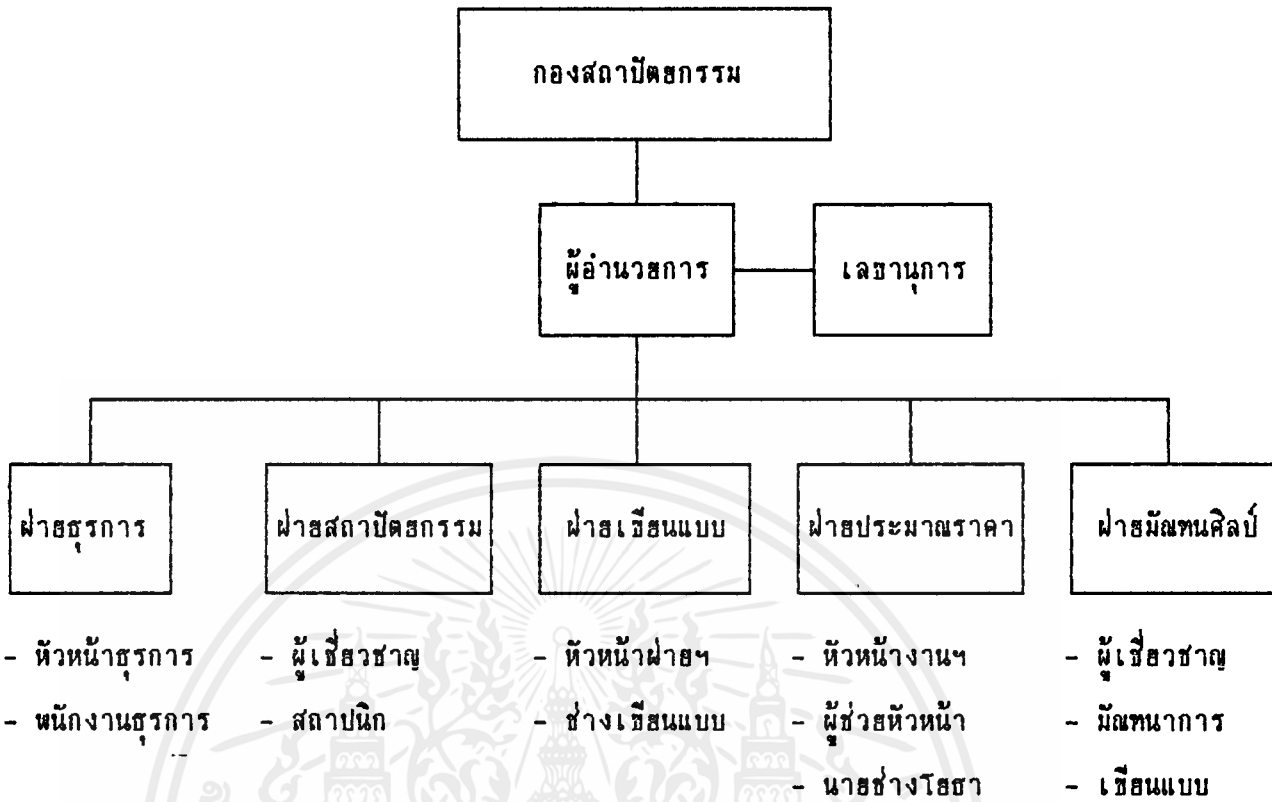 กองสถาปัตยกรรม
ผู้อำนวยการ
เลขานุการ
ฝ่ายธุรการ
ฝ่ายสถาปัตยกรรม
ฝ่ายเขียนแบบ
ฝ่ายประมาณราคา
ฝ่ายมัณฑนศิลป์
- หัวหน้าธุรการ
- พนักงานธุรการ
- ผู้เชี่ยวชาญ
- สถาปนิก
- หัวหน้าฝ่ายฯ
- ช่างเขียนแบบ
- หัวหน้างานฯ
- ผู้ช่วยหัวหน้า
- นายช่างโยธา
- ผู้เชี่ยวชาญ
- มัณฑนาการ
- เขียนแบบ